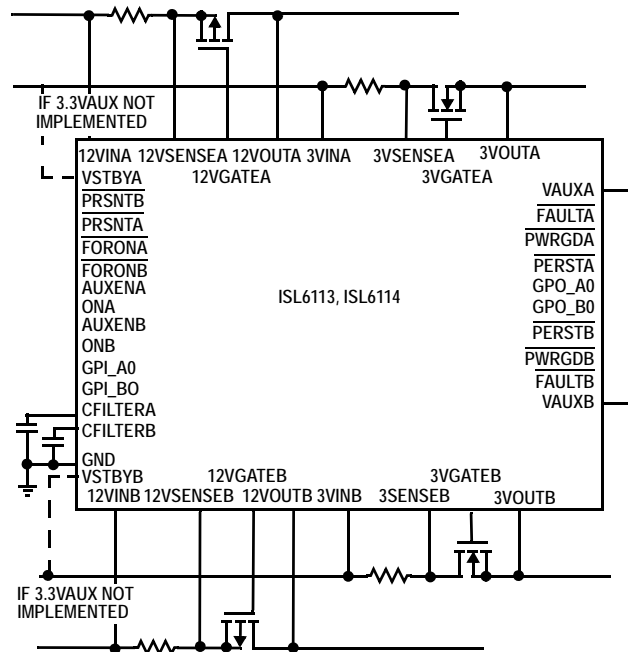 IF 3.3VAUX NOT
IMPLEMENTED
12VINA 12VSENSEA 12VOUTA 3VINA 3VSENSEA 3VOUTA
12VGATEA 3VGATEA
VSTBYA
PRSNTB
PRSNTA
FORONA
FORONB
AUXENA
ONA
AUXENB
ONB
GPI_A0
GPI_BO
CFILTERA
CFILTERB
GND
VSTBYB
ISL6113, ISL6114
VAUXA
FAULTA
PWRGDA
PERSTA
GPO_A0
GPO_B0
PERSTB
PWRGDB
FAULTB
VAUXB
12VGATEB 3VGATEB
12VINB 12VSENSEB 12VOUTB 3VINB 3SENSEB 3VOUTB
IF 3.3VAUX NOT
IMPLEMENTED